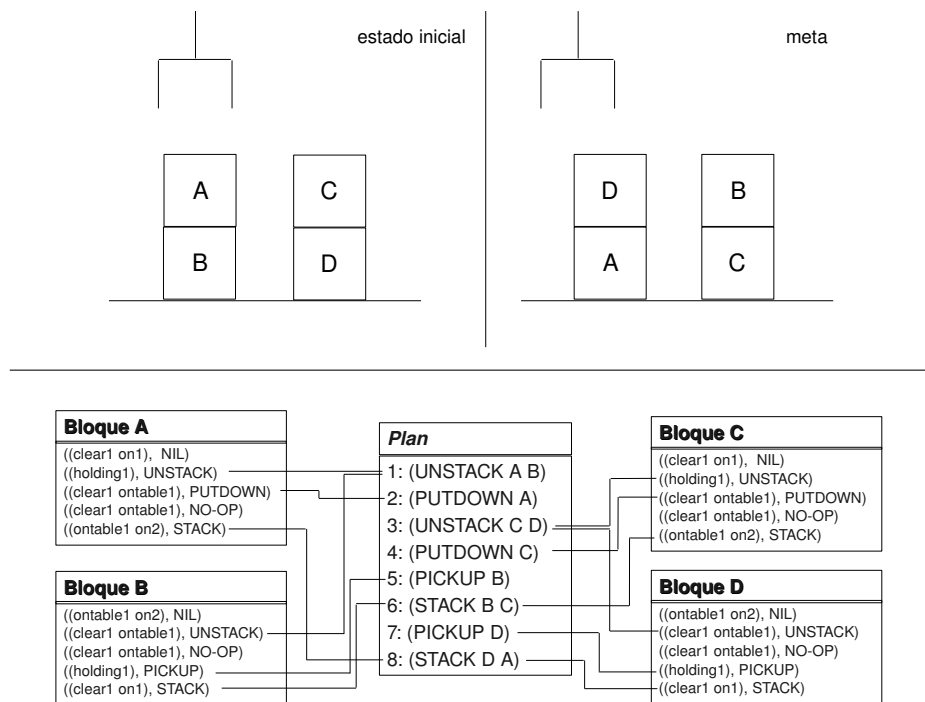 estado inicial
meta
A
C
B
D
D
B
A
C
Bloque A
((clear1 on1), NIL)
((holding1), UNSTACK)
((clear1 ontable1), PUTDOWN)
((clear1 ontable1), NO-OP)
((ontable1 on2), STACK)
Bloque B
((ontable1 on2), NIL)
((clear1 ontable1), UNSTACK)
((clear1 ontable1), NO-OP)
((holding1), PICKUP)
((clear1 on1), STACK)
Plan
1: (UNSTACK A B)
2: (PUTDOWN A)
3: (UNSTACK C D)
4: (PUTDOWN C)
5: (PICKUP B)
6: (STACK B C)
7: (PICKUP D)
8: (STACK D A)
Bloque C
((clear1 on1), NIL)
((holding1), UNSTACK)
((clear1 ontable1), PUTDOWN)
((clear1 ontable1), NO-OP)
((ontable1 on2), STACK)
Bloque D
((ontable1 on2), NIL)
((clear1 ontable1), UNSTACK)
((clear1 ontable1), NO-OP)
((holding1), PICKUP)
((clear1 on1), STACK)